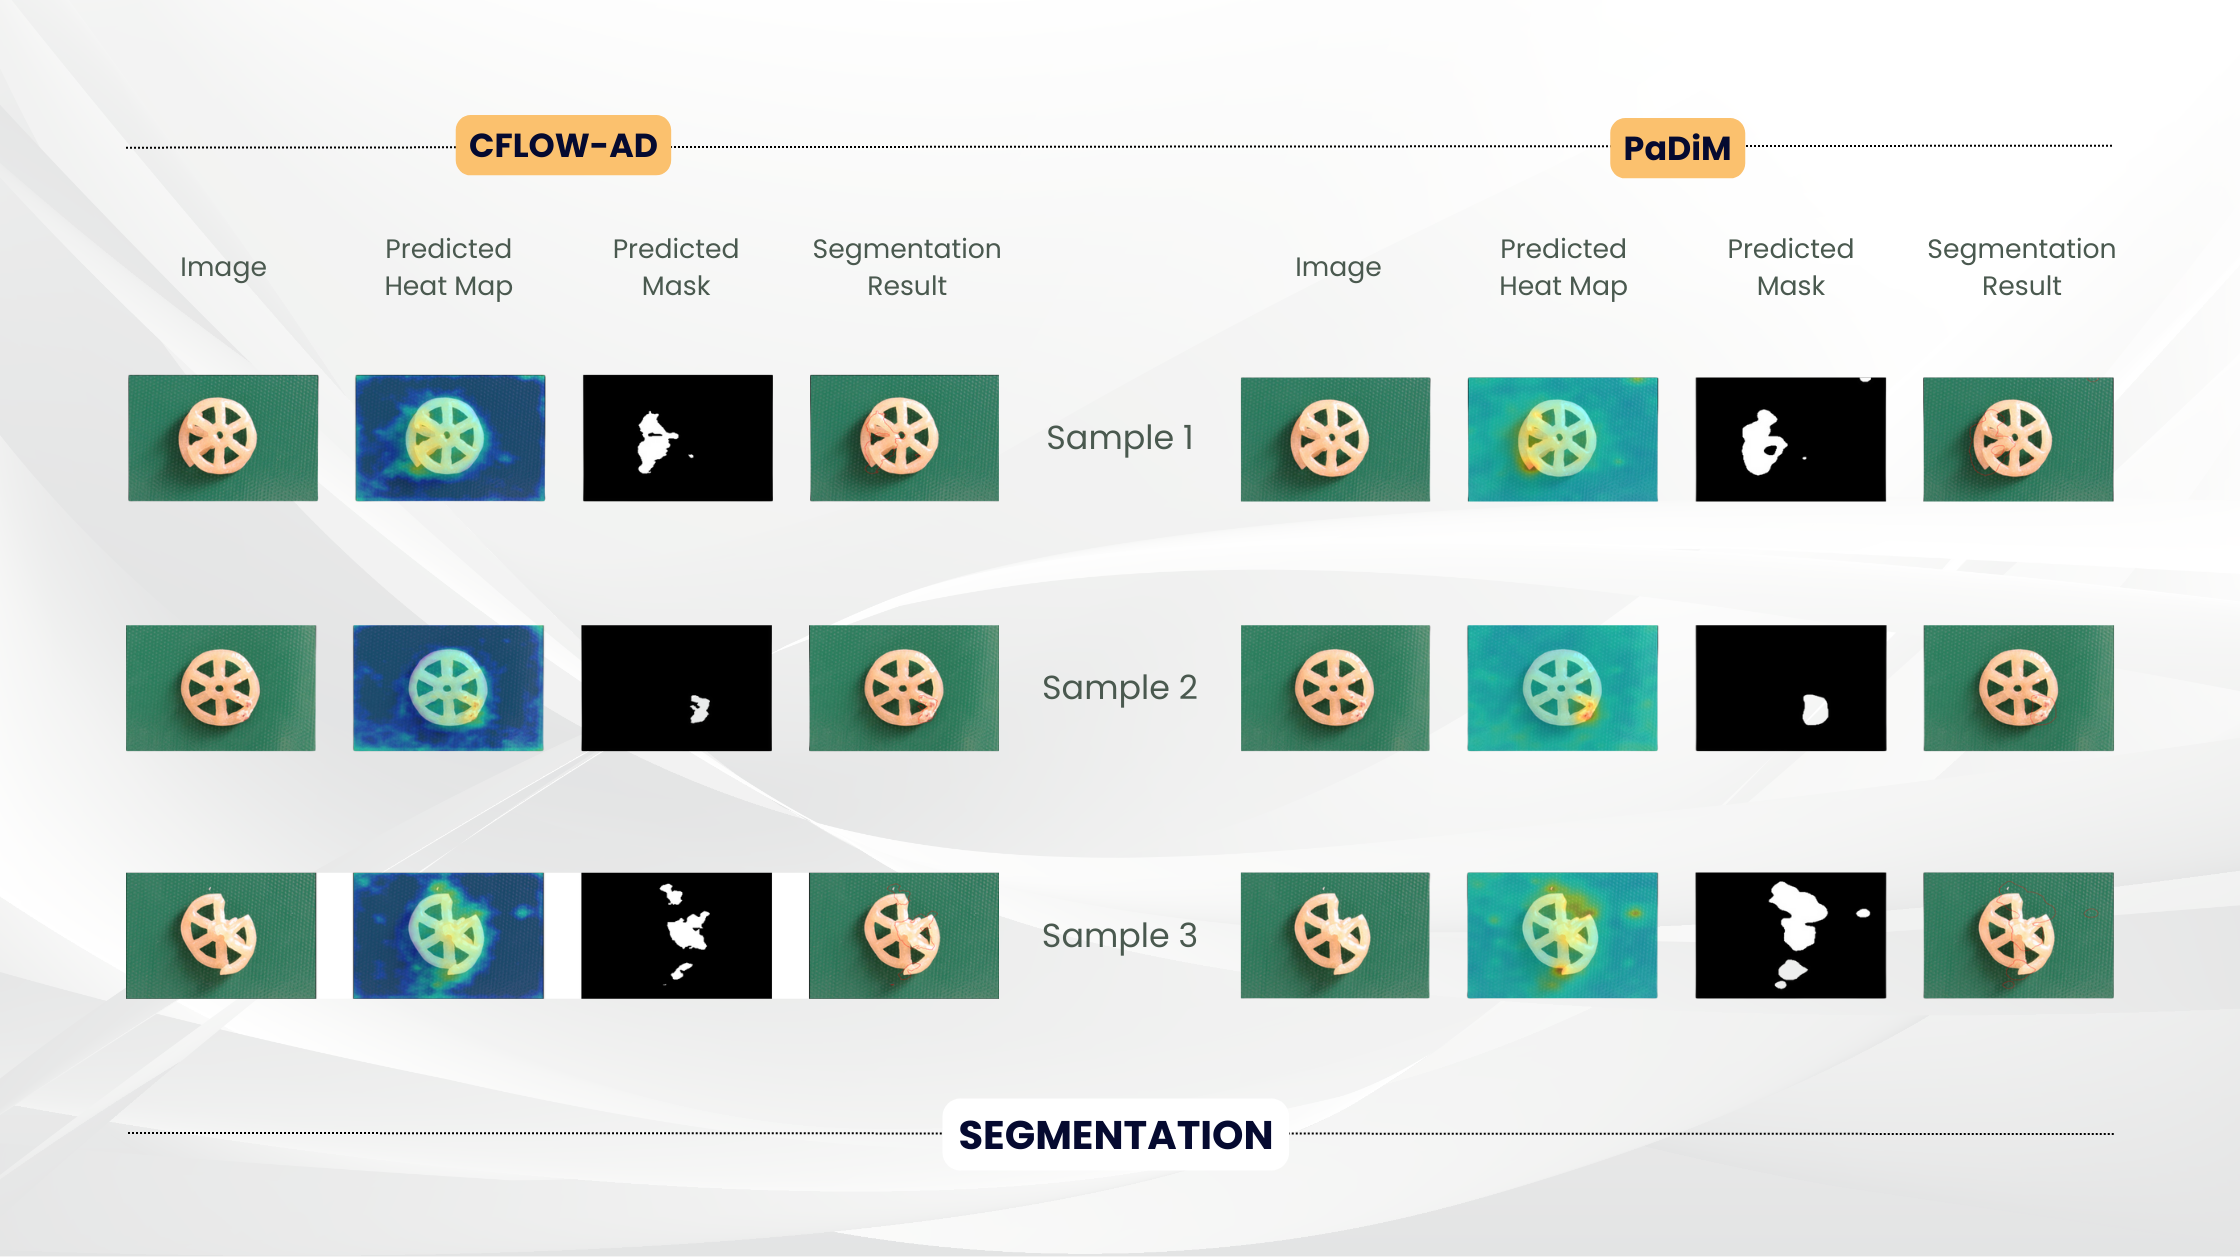 CFLOW-AD
PaDiM
Image
Predicted
Heat Map
Predicted
Mask
Segmentation
Result
Image
Predicted
Heat Map
Predicted
Mask
Segmentation
Result
Sample 1
Sample 2
Sample 3
SEGMENTATION